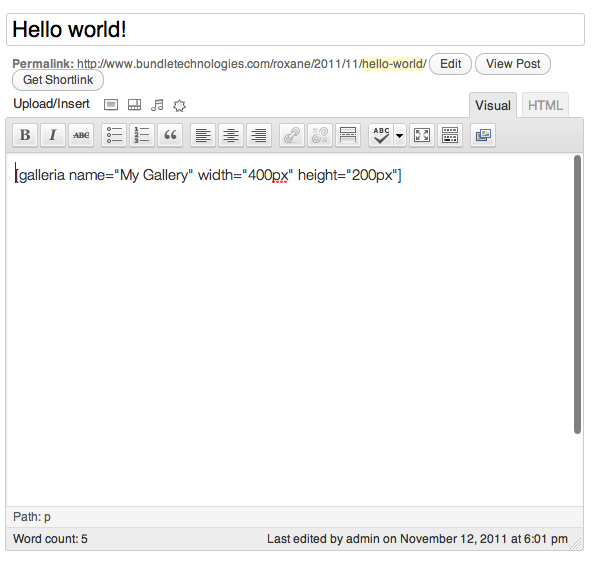 Hello world!
Permalink: http://www.bundletechnologies.com/roxane/2011/11/hello-world/ Edit View Post
Get Shortlink
Upload/Insert Visual HTML
B I ABC ABC
[galleria name="My Gallery" width="400px" height="200px"]
Path: p
Word count: 5 Last edited by admin on November 12, 2011 at 6:01 pm